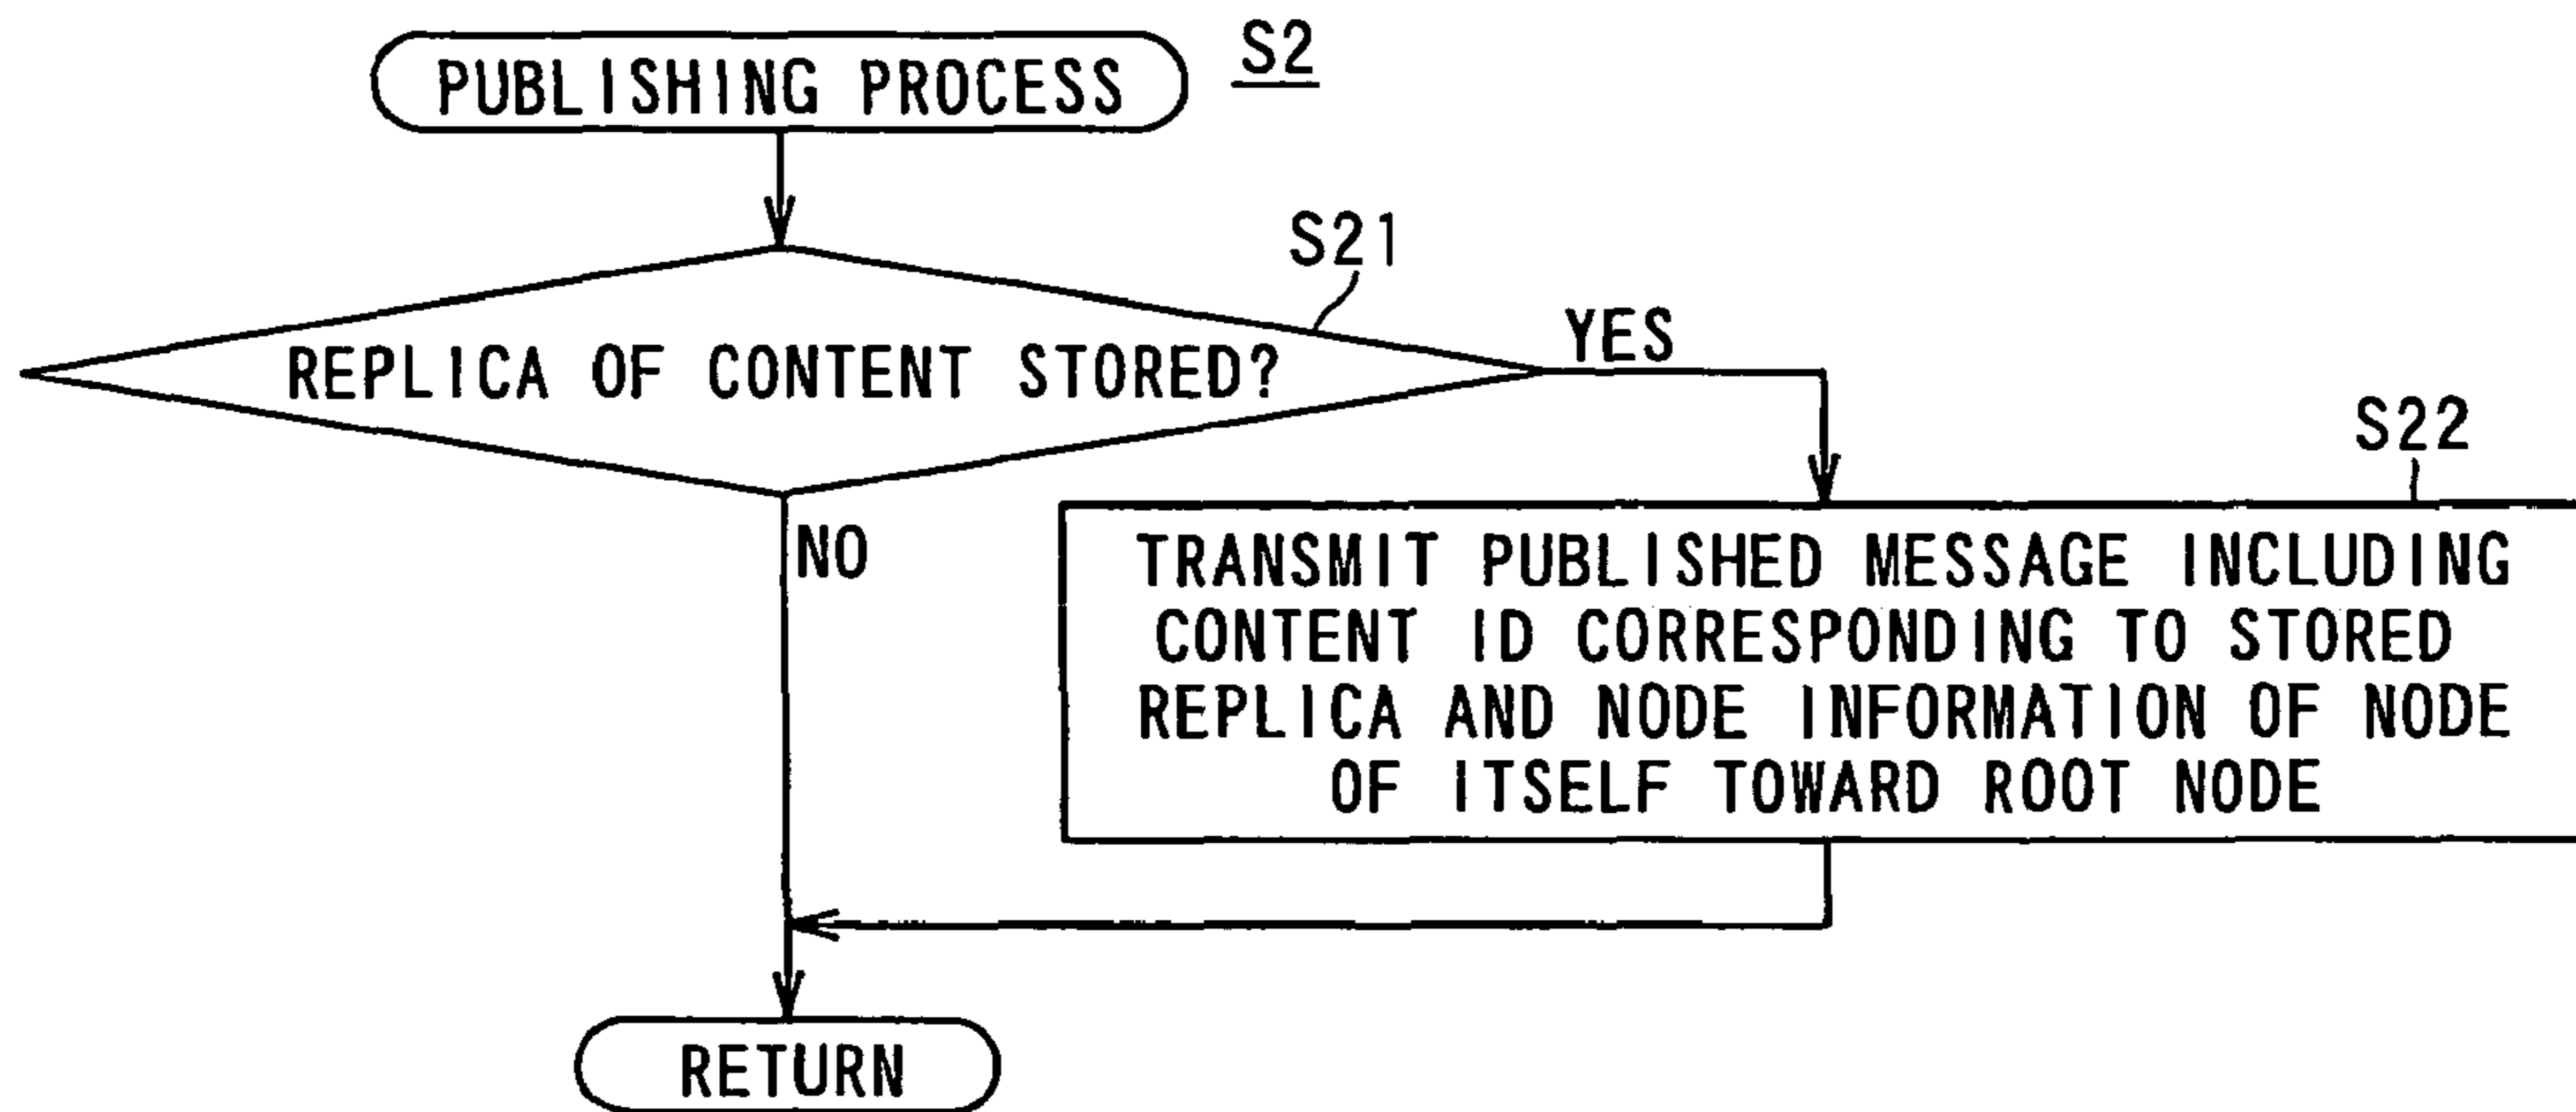 PUBLISHING PROCESS
S2
S21
REPLICA OF CONTENT STORED?
YES
NO
S22
TRANSMIT PUBLISHED MESSAGE INCLUDING
CONTENT ID CORRESPONDING TO STORED
REPLICA AND NODE INFORMATION OF NODE
OF ITSELF TOWARD ROOT NODE
RETURN